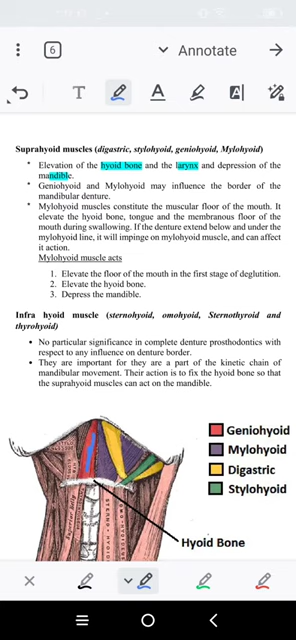 6
Annotate
T
A
A
Suprahyoid muscles (digastric, stylohyoid, geniohyoid, Mylohyoid)
* Elevation of the hyoid bone and the larynx and depression of the
mandible.
* Geniohyoid and Mylohyoid may influence the border of the
mandibular denture.
* Mylohyoid muscles constitute the muscular floor of the mouth. It
elevate the hyoid bone, tongue and the membranous floor of the
mouth during swallowing. If the denture extend below and under the
mylohyoid line, it will impinge on mylohyoid muscle, and can affect
it action.
Mylohyoid muscle acts
1. Elevate the floor of the mouth in the first stage of deglutition.
2. Elevate the hyoid bone.
3. Depress the mandible.
Infra hyoid muscle (sternohyoid, omohyoid, Sternothyroid and
thyrohyoid)
• No particular significance in complete denture prosthodontics with
respect to any influence on denture border.
• They are important for they are a part of the kinetic chain of
mandibular movement. Their action is to fix the hyoid bone so that
the suprahyoid muscles can act on the mandible.
Geniohyoid
Mylohyoid
Digastric
Stylohyoid
Hyoid Bone